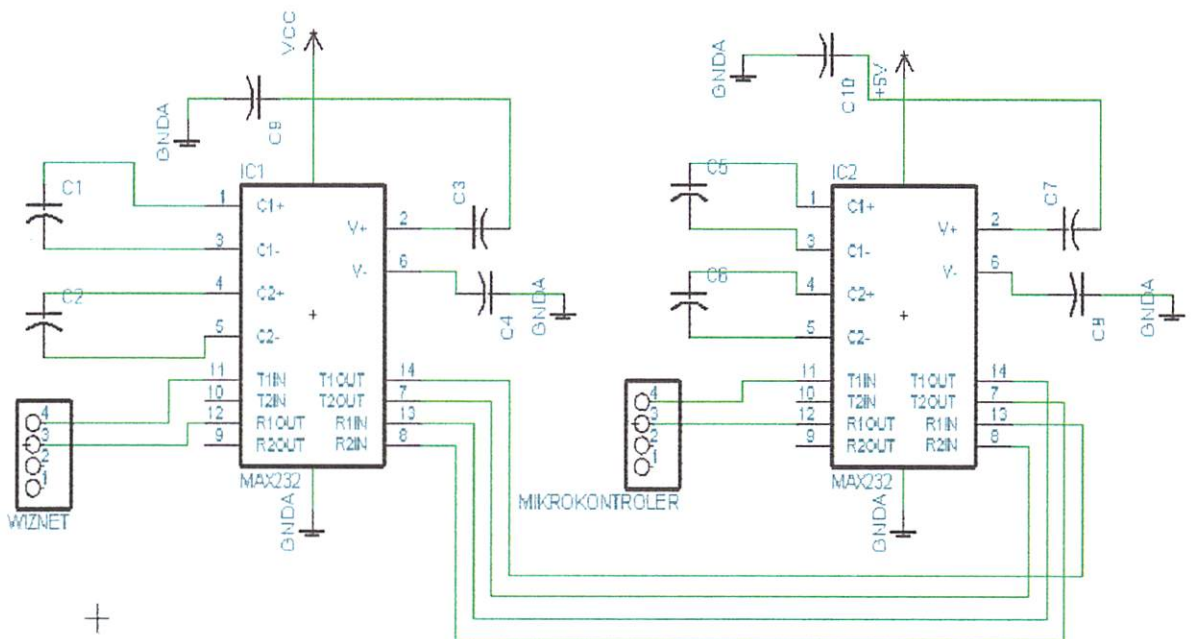 VCC
GNDA
C9
IC1
C1
C2
1 C1+
3 C1-
4 C2+
5 C2-
11 T1IN
10 T2IN
12 R1OUT
9 R2OUT
V+ 2
V- 6
T1OUT 14
T2OUT 7
R1IN 13
R2IN 8
C3
C4
GNDA
MAX232
GNDA
4
3
2
1
WIZNET
GNDA
C10
+5V
IC2
C5
C6
1 C1+
3 C1-
4 C2+
5 C2-
11 T1IN
10 T2IN
12 R1OUT
9 R2OUT
V+ 2
V- 6
T1OUT 14
T2OUT 7
R1IN 13
R2IN 8
C7
GNDA
MAX232
GNDA
4
3
2
1
MIKROKONTROLER